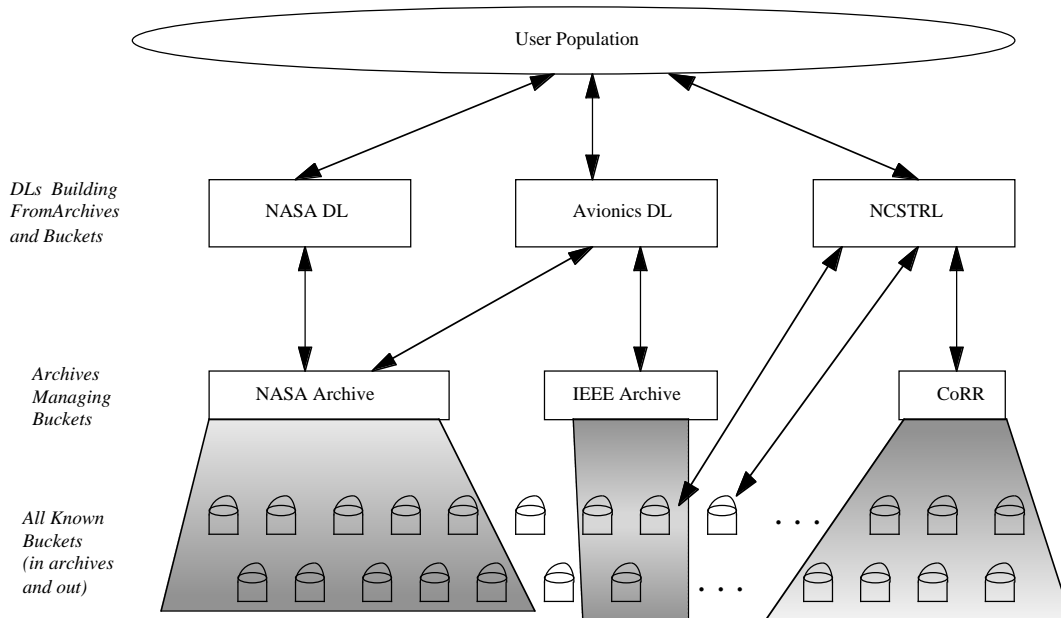 User Population
DLs Building
FromArchives
and Buckets
NASA DL
Avionics DL
NCSTRL
Archives
Managing
Buckets
NASA Archive
IEEE Archive
CoRR
All Known
Buckets
(in archives
and out)
. . .
. . .